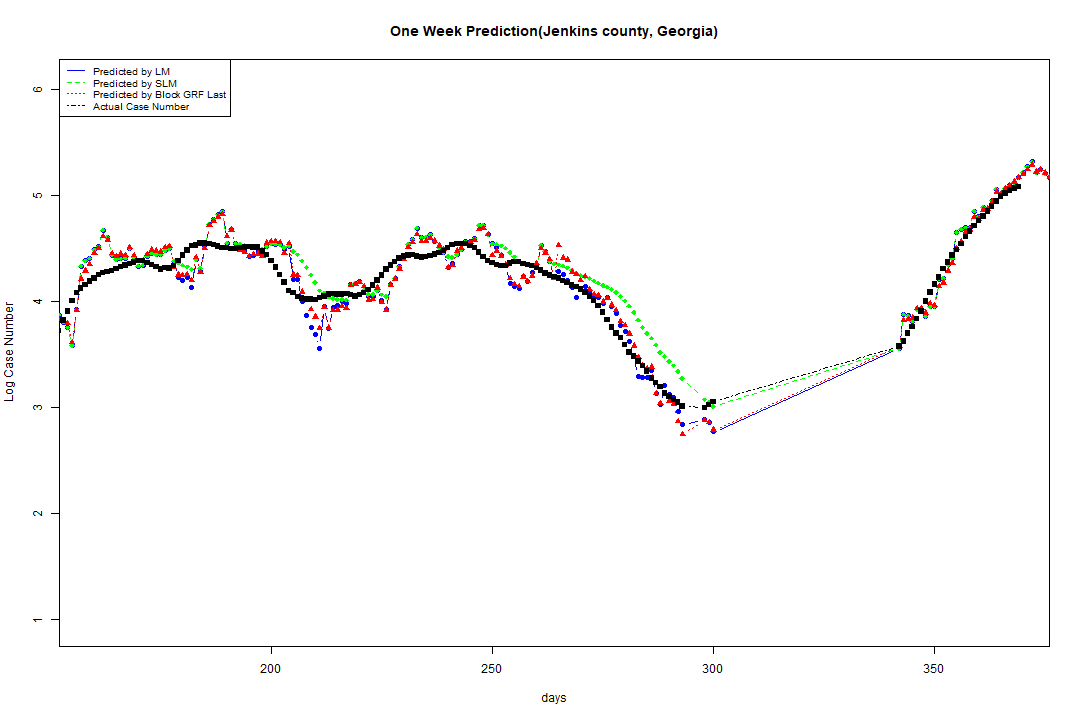 One Week Prediction(Jenkins county, Georgia)
Predicted by LM
Predicted by SLM
Predicted by Block GRF Last
Actual Case Number
6
5
4
3
2
1
Log Case Number
200
250
300
350
days